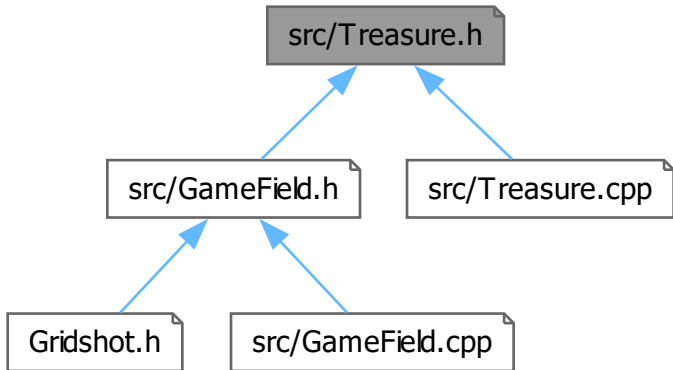 src/Treasure.h
src/GameField.h
src/Treasure.cpp
Gridshot.h
src/GameField.cpp